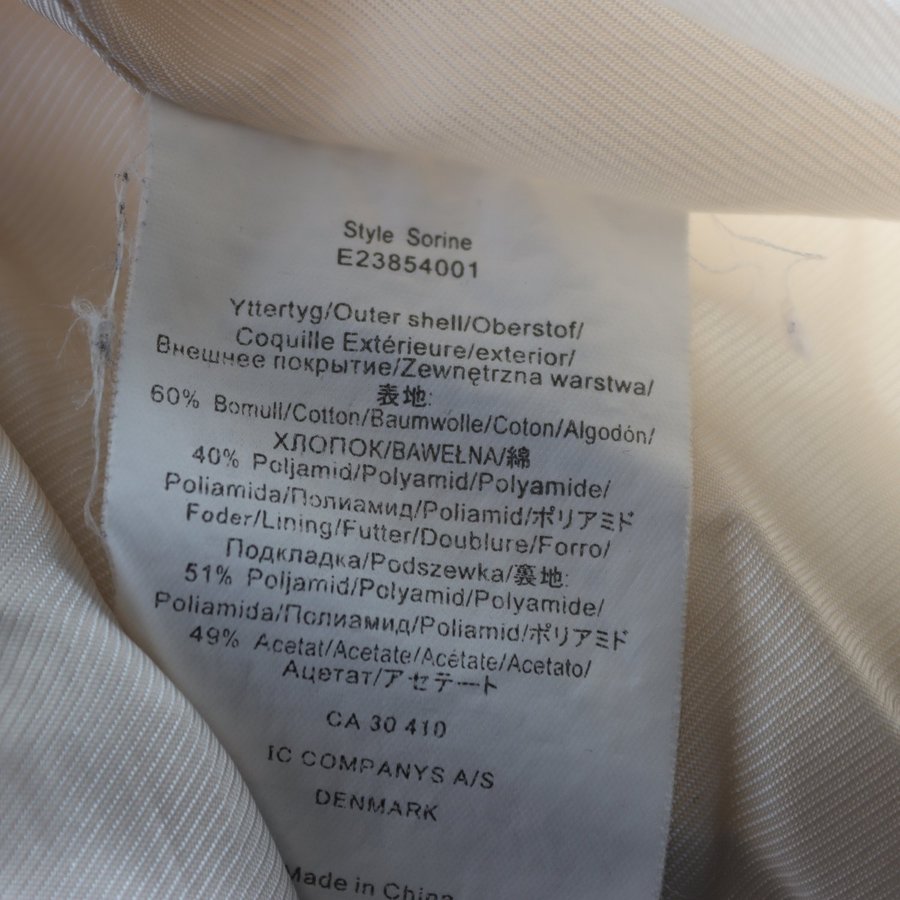 Style Sorine
E23854001
Yttertyg/Outer shell/Oberstof/
Coquille Extérieure/exterior/
Внешнее покрытие/Zewnętrzna warstwa/
表地:
60% Bomull/Cotton/Baumwolle/Coton/Algodón/
ХЛОПОК/BAWEŁNA/綿
40% Poljamid/Polyamid/Polyamide/
Poliamida/Полиамид/Poliamid/ポリアミド
Foder/Lining/Futter/Doublure/Forro/
Подкладка/Podszewka/裏地:
51% Poljamid/Polyamid/Polyamide/
Poliamida/Полиамид/Poliamid/ポリアミド
49% Acetat/Acetate/Acétate/Acetato/
Ацетат/アセテート
CA 30 410
IC COMPANYS A/S
DENMARK
Made in China